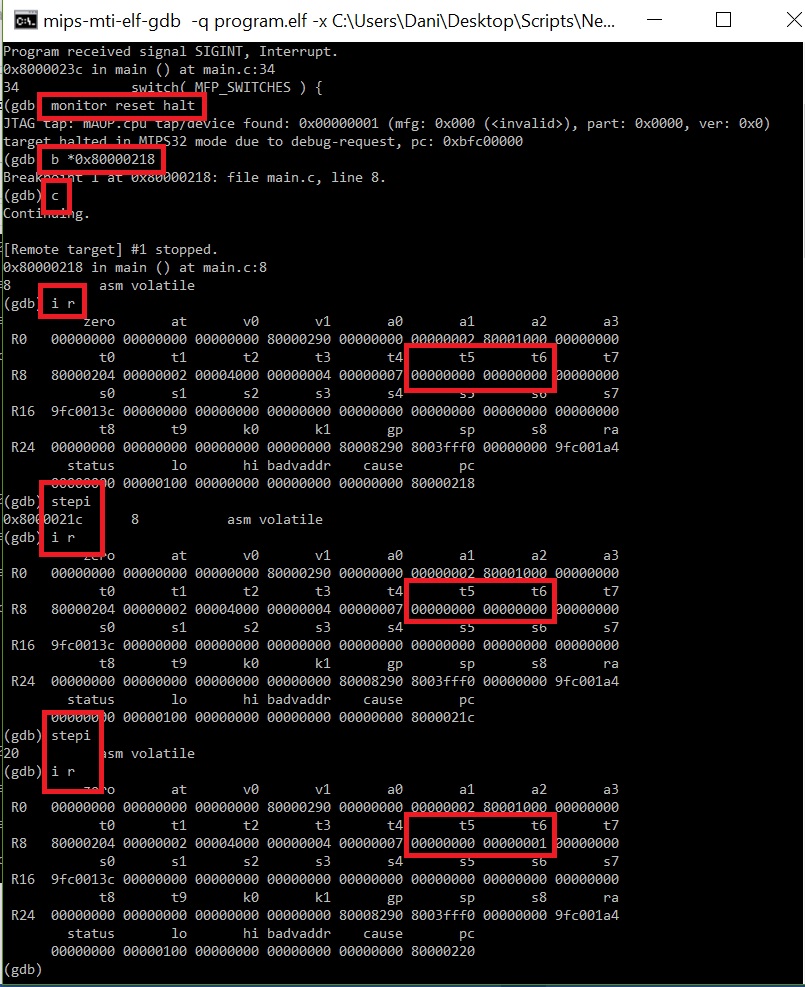 mips-mti-elf-gdb -q program.elf -x C:\Users\Dani\Desktop\Scripts\Ne...
Program received signal SIGINT, Interrupt.
0x8000023c in main () at main.c:34
34 switch( MFP_SWITCHES ) {
(gdb) monitor reset halt
JTAG tap: mAUP.cpu tap/device found: 0x00000001 (mfg: 0x000 (<invalid>), part: 0x0000, ver: 0x0)
target halted in MIPS32 mode due to debug-request, pc: 0xbfc00000
(gdb) b *0x80000218
Breakpoint 1 at 0x80000218: file main.c, line 8.
(gdb) c
Continuing.
[Remote target] #1 stopped.
0x80000218 in main () at main.c:8
8 asm volatile
(gdb) i r
zero at v0 v1 a0 a1 a2 a3
R0 00000000 00000000 00000000 80000290 00000000 00000002 80001000 00000000
t0 t1 t2 t3 t4 t5 t6 t7
R8 80000204 00000002 00004000 00000004 00000007 00000000 00000000 00000000
s0 s1 s2 s3 s4 s5 s6 s7
R16 9fc0013c 00000000 00000000 00000000 00000000 00000000 00000000 00000000
t8 t9 k0 k1 gp sp s8 ra
R24 00000000 00000000 00000000 00000000 80008290 8003fff0 00000000 9fc001a4
status lo hi badvaddr cause pc
00000000 00000100 00000000 00000000 00000000 80000218
(gdb) stepi
0x8000021c 8 asm volatile
(gdb) i r
zero at v0 v1 a0 a1 a2 a3
R0 00000000 00000000 00000000 80000290 00000000 00000002 80001000 00000000
t0 t1 t2 t3 t4 t5 t6 t7
R8 80000204 00000002 00004000 00000004 00000007 00000000 00000000 00000000
s0 s1 s2 s3 s4 s5 s6 s7
R16 9fc0013c 00000000 00000000 00000000 00000000 00000000 00000000 00000000
t8 t9 k0 k1 gp sp s8 ra
R24 00000000 00000000 00000000 00000000 80008290 8003fff0 00000000 9fc001a4
status lo hi badvaddr cause pc
00000000 00000100 00000000 00000000 00000000 8000021c
(gdb) stepi
20 asm volatile
(gdb) i r
zero at v0 v1 a0 a1 a2 a3
R0 00000000 00000000 00000000 80000290 00000000 00000002 80001000 00000000
t0 t1 t2 t3 t4 t5 t6 t7
R8 80000204 00000002 00004000 00000004 00000007 00000000 00000001 00000000
s0 s1 s2 s3 s4 s5 s6 s7
R16 9fc0013c 00000000 00000000 00000000 00000000 00000000 00000000 00000000
t8 t9 k0 k1 gp sp s8 ra
R24 00000000 00000000 00000000 00000000 80008290 8003fff0 00000000 9fc001a4
status lo hi badvaddr cause pc
00000000 00000100 00000000 00000000 00000000 80000220
(gdb)